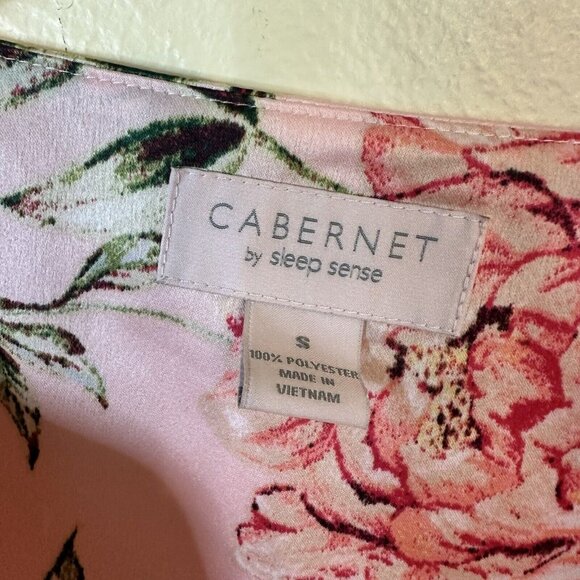 CABERNET
by sleep sense
S
100% POLYESTER
MADE IN
VIETNAM